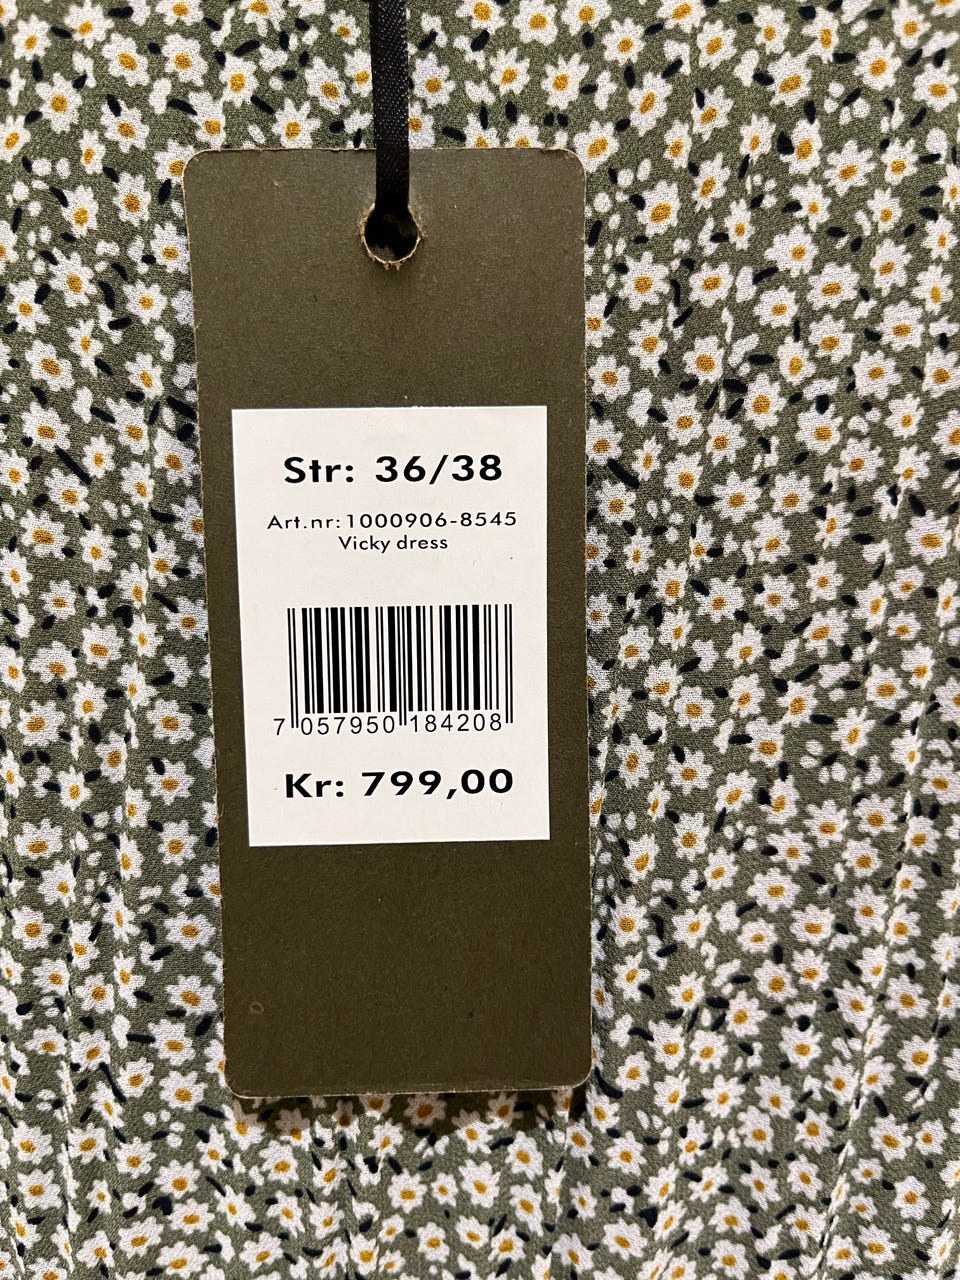 Str: 36/38
Art.nr:1000906-8545
Vicky dress
7 057950 184208
Kr: 799,00